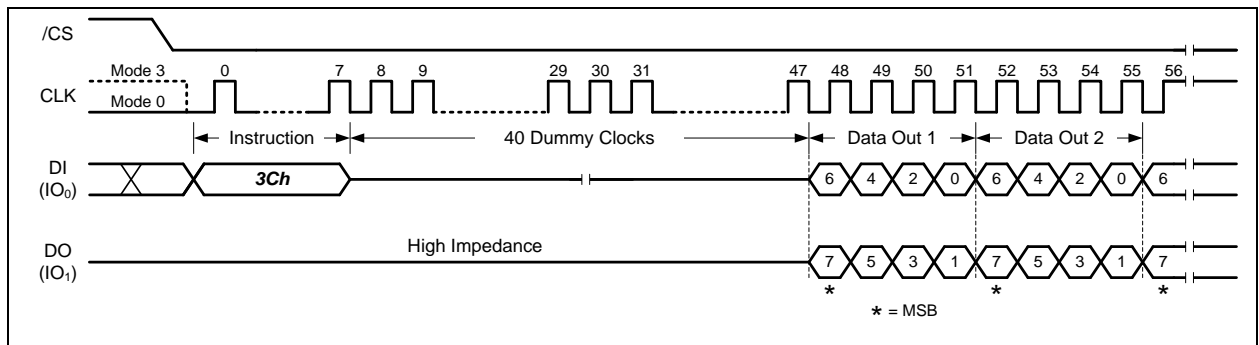 /CS
Mode 3 0 7 8 9 29 30 31 47 48 49 50 51 52 53 54 55 56
CLK
Mode 0
Instruction 40 Dummy Clocks Data Out 1 Data Out 2
DI
(IO0)
3Ch 6 4 2 0 6 4 2 0 6
High Impedance
DO
(IO1)
7 5 3 1 7 5 3 1 7
* * *
* = MSB